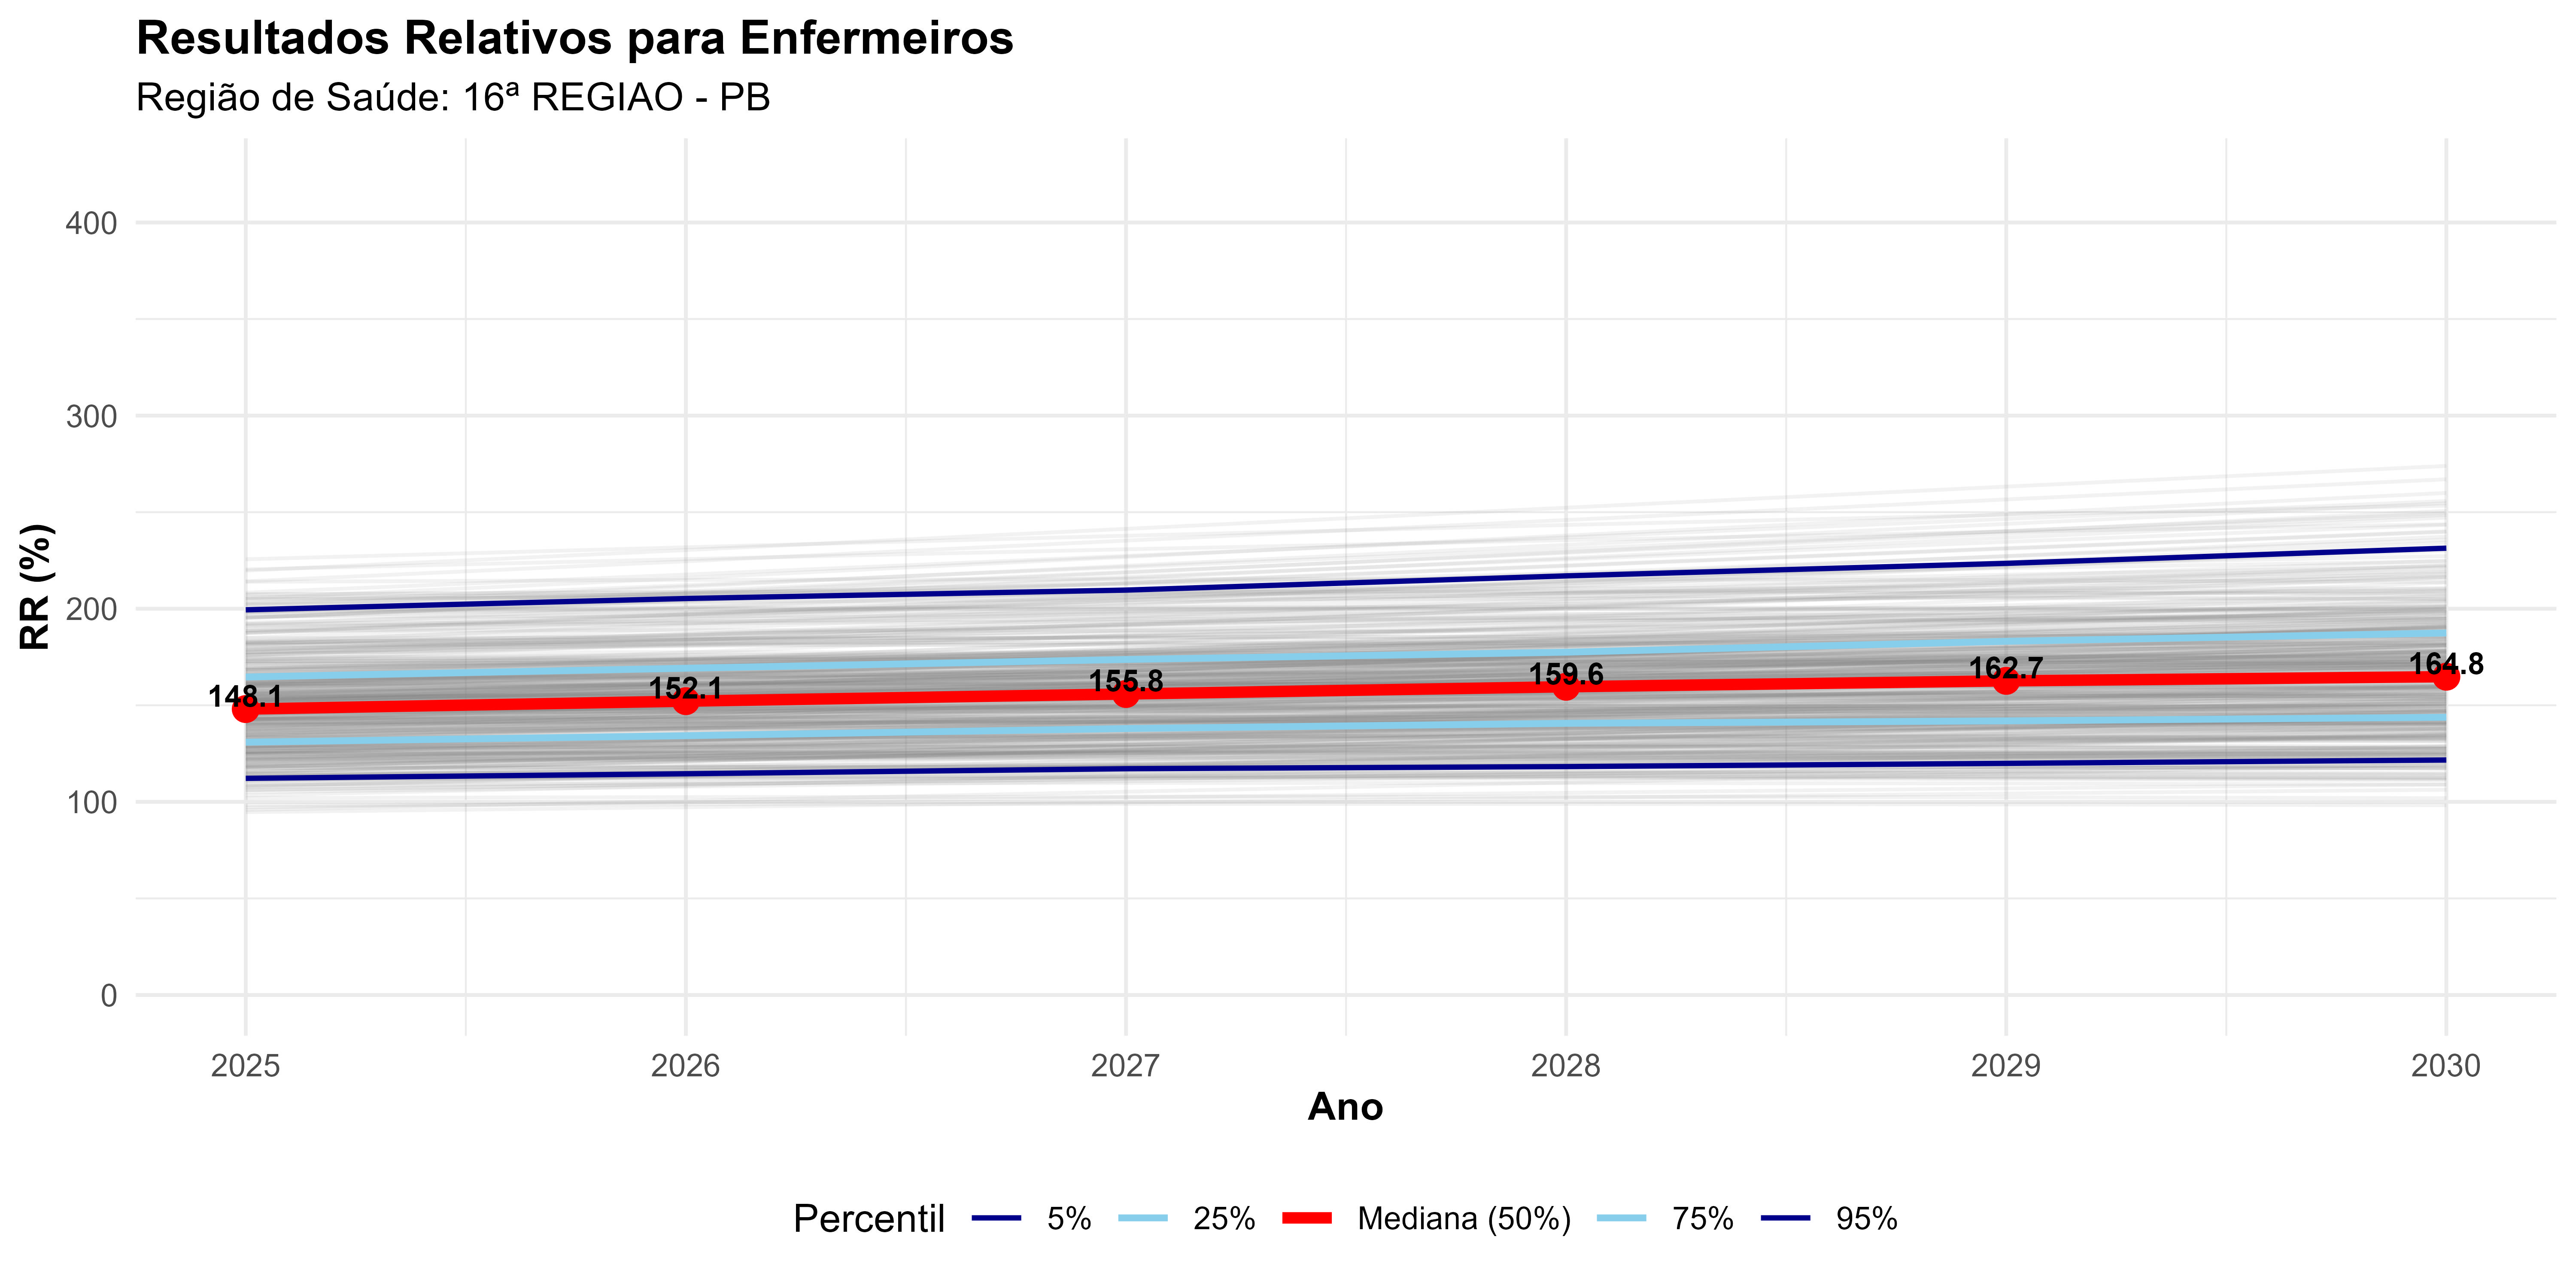 Resultados Relativos para Enfermeiros
Região de Saúde: 16ª REGIAO - PB
RR (%)
400
300
200
100
0
148.1
152.1
155.8
159.6
162.7
164.8
2025 2026 2027 2028 2029 2030
Ano
Percentil 5% 25% Mediana (50%) 75% 95%